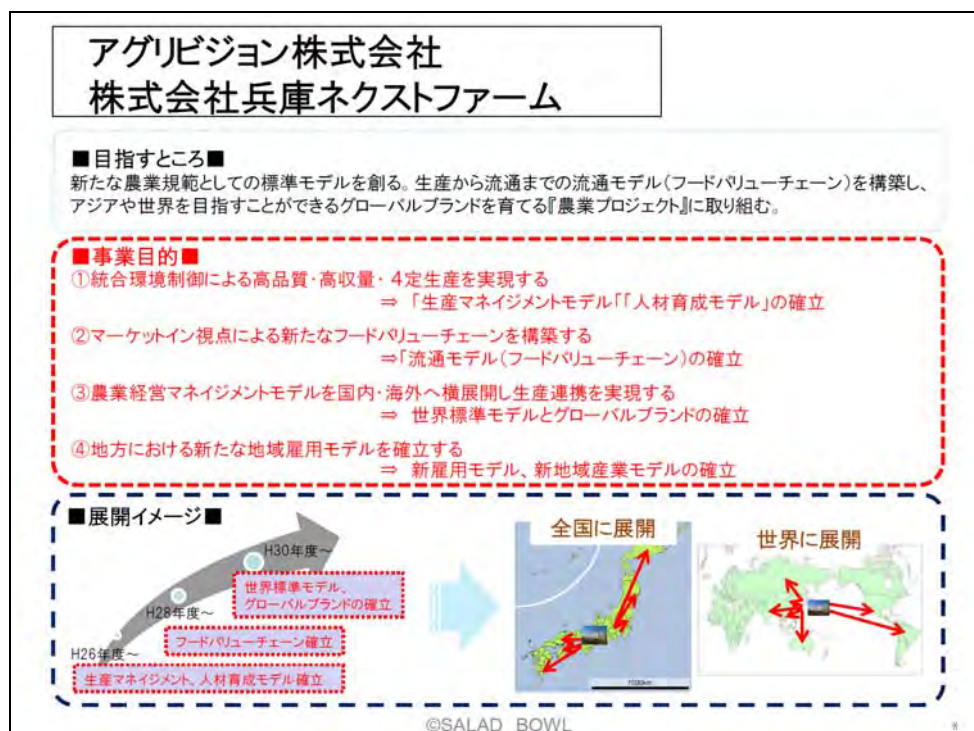 アグリビジョン株式会社
株式会社兵庫ネクストファーム
■目指すところ■
新たな農業規範としての標準モデルを創る。生産から流通までの流通モデル(フードバリューチェーン)を構築し、
アジアや世界を目指すことができるグローバルブランドを育てる『農業プロジェクト』に取り組む。
■事業目的■
①統合環境制御による高品質・高収量・4定生産を実現する
⇒ 「生産マネイジメントモデル「「人材育成モデル」の確立
②マーケットイン視点による新たなフードバリューチェーンを構築する
⇒「流通モデル(フードバリューチェーン)の確立
③農業経営マネイジメントモデルを国内・海外へ横展開し生産連携を実現する
⇒ 世界標準モデルとグローバルブランドの確立
④地方における新たな地域雇用モデルを確立する
⇒ 新雇用モデル、新地域産業モデルの確立
■展開イメージ■
H30年度～
世界標準モデル、
グローバルブランドの確立
H28年度～
フードバリューチェーン確立
H26年度～
生産マネイジメント、人材育成モデル確立
全国に展開
1000km
世界に展開
©SALAD BOWL